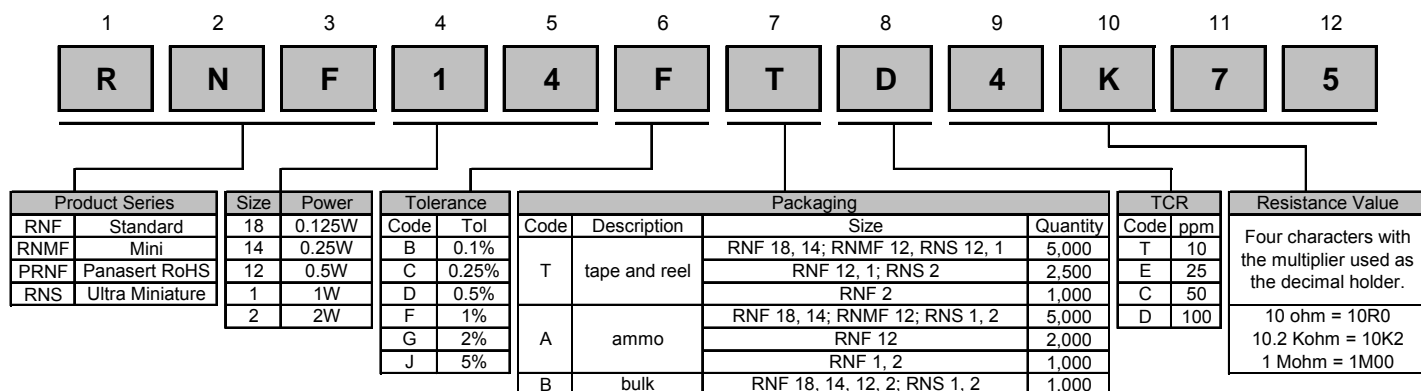 1 2 3 4 5 6 7 8 9 10 11 12
R N F 1 4 F T D 4 K 7 5
Product Series
RNF Standard
RNMF Mini
PRNF Panasert RoHS
RNS Ultra Miniature
Size Power
18 0.125W
14 0.25W
12 0.5W
1 1W
2 2W
Tolerance
Code Tol
B 0.1%
C 0.25%
D 0.5%
F 1%
G 2%
J 5%
Packaging
Code Description Size Quantity
T tape and reel RNF 18, 14; RNMF 12, RNS 12, 1 5,000
RNF 12, 1; RNS 2 2,500
RNF 2 1,000
A ammo RNF 18, 14; RNMF 12; RNS 1, 2 5,000
RNF 12 2,000
RNF 1, 2 1,000
B bulk RNF 18, 14, 12, 2; RNS 1, 2 1,000
TCR
Code ppm
T 10
E 25
C 50
D 100
Resistance Value
Four characters with
the multiplier used as
the decimal holder.
10 ohm = 10R0
10.2 Kohm = 10K2
1 Mohm = 1M00